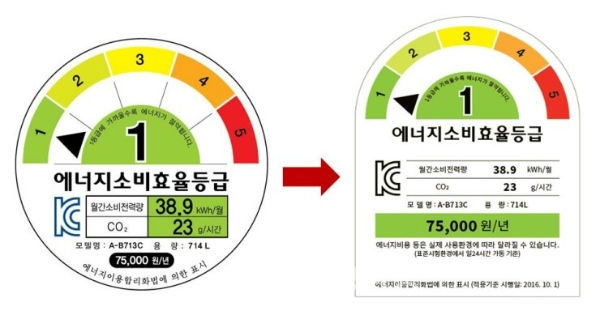 1
2
3
4
5
1등급에 가까울수록 에너지가 절약됩니다.
1
에너지소비효율등급
월간소비전력량 38.9 kWh/월
CO₂ 23 g/시간
모델명 : A-B713C 용 량 : 714 L
75,000 원/년
에너지이용합리화법에 의한 표시
1
2
3
4
5
1등급에 가까울수록 에너지가 절약됩니다.
1
에너지소비효율등급
월간소비전력량 38.9 kWh/월
CO₂ 23 g/시간
모델명 : A-B713C 용 량 : 714L
75,000 원/년
에너지비용 등은 실제 사용환경에 따라 달라질 수 있습니다.
(표준시험환경에서 일24시간 가동 기준)
에너지이용합리화법에 의한 표시 (적용기준 시행일: 2016. 10. 1)